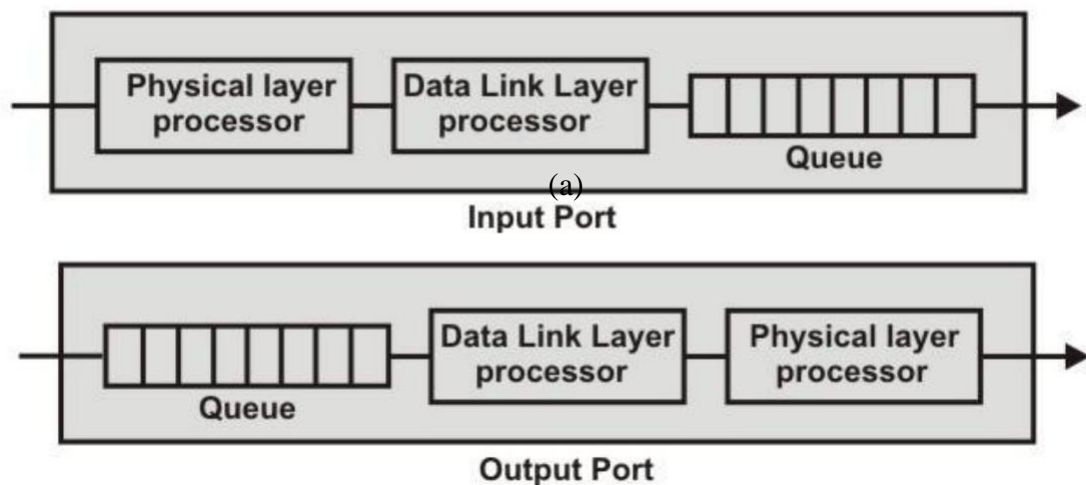 Physical layer
processor
Data Link Layer
processor
Queue
(a)
Input Port
Queue
Data Link Layer
processor
Physical layer
processor
Output Port